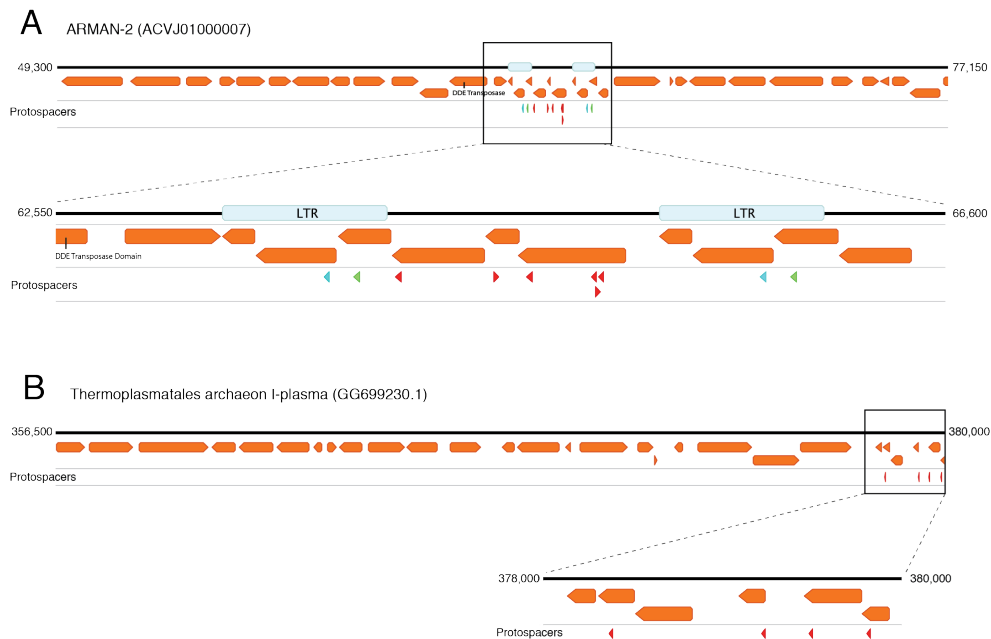 A
ARMAN-2 (ACVJ01000007)
49,300
77,150
DDE Transposase
Protospacers
62,550
LTR
LTR
66,600
DDE Transposase Domain
Protospacers
B
Thermoplasmatales archaeon I-plasma (GG699230.1)
356,500
380,000
Protospacers
378,000
380,000
Protospacers